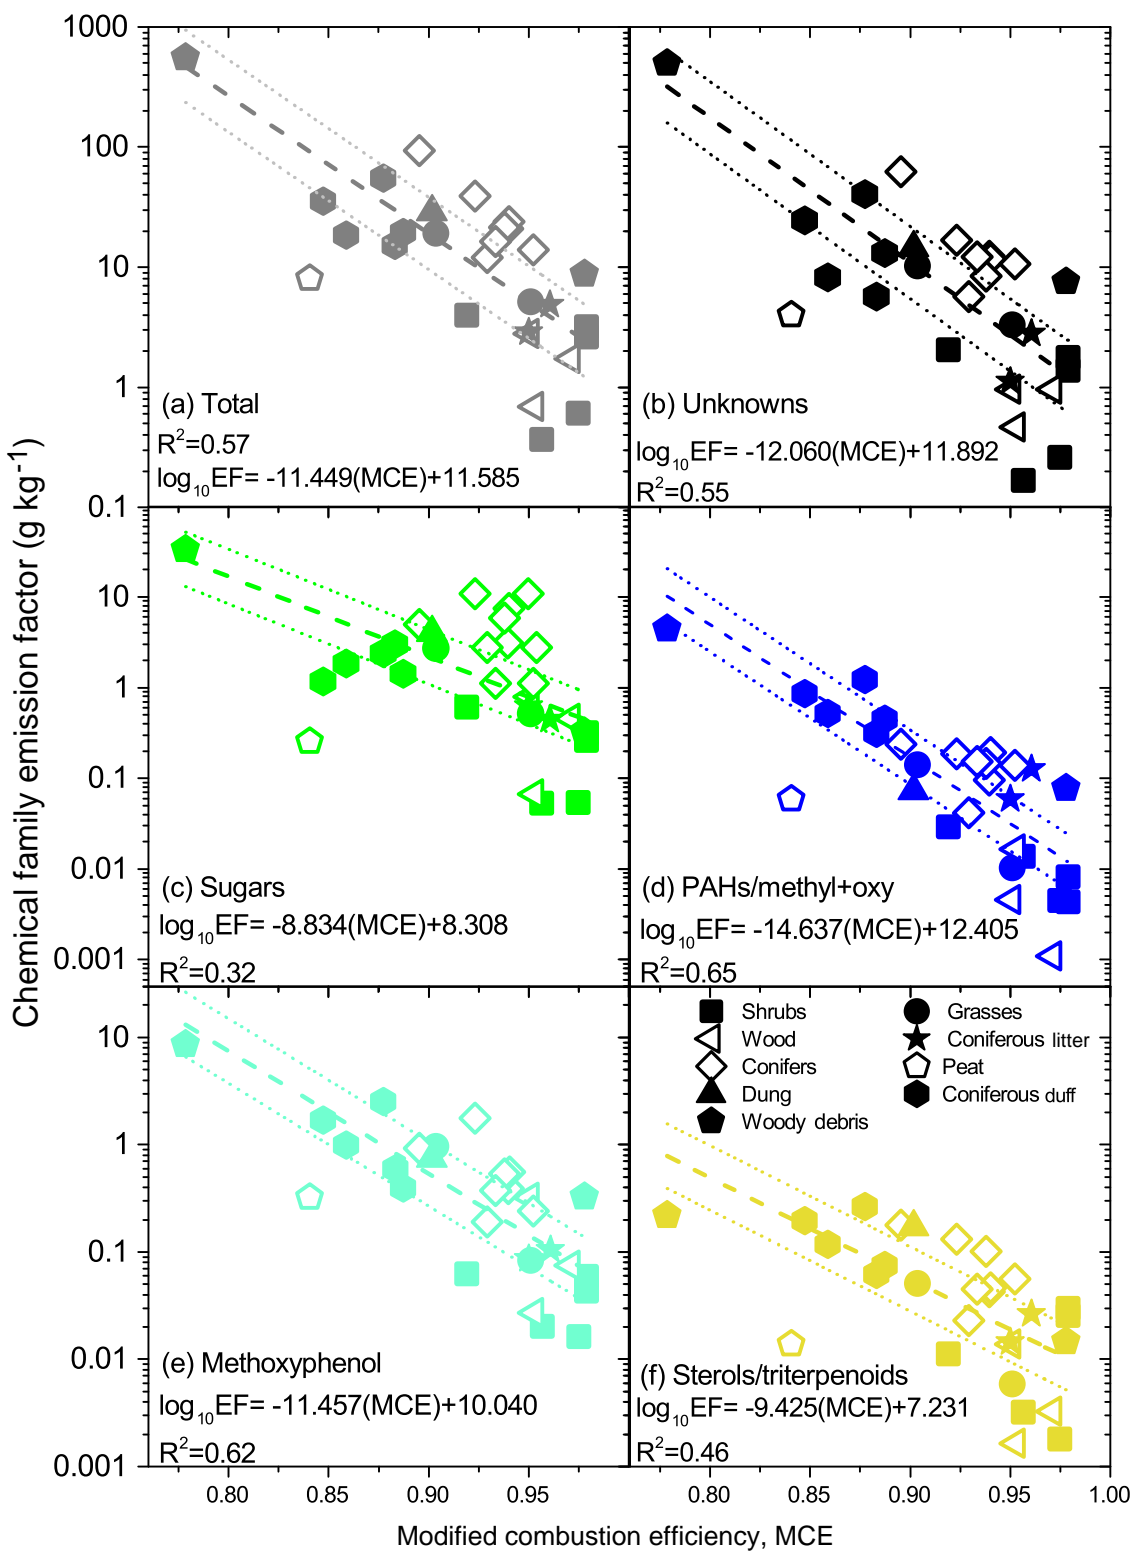 Chemical family emission factor (g kg⁻¹)
1000
100
10
1
0.1
(a) Total
R²=0.57
log₁₀EF= -11.449(MCE)+11.585
(b) Unknowns
log₁₀EF= -12.060(MCE)+11.892
R²=0.55
10
1
0.1
0.01
0.001
(c) Sugars
log₁₀EF= -8.834(MCE)+8.308
R²=0.32
(d) PAHs/methyl+oxy
log₁₀EF= -14.637(MCE)+12.405
R²=0.65
10
1
0.1
0.01
0.001
(e) Methoxyphenol
log₁₀EF= -11.457(MCE)+10.040
R²=0.62
Shrubs
Grasses
Wood
Coniferous litter
Conifers
Peat
Dung
Coniferous duff
Woody debris
(f) Sterols/triterpenoids
log₁₀EF= -9.425(MCE)+7.231
R²=0.46
0.80 0.85 0.90 0.95
0.80 0.85 0.90 0.95 1.00
Modified combustion efficiency, MCE